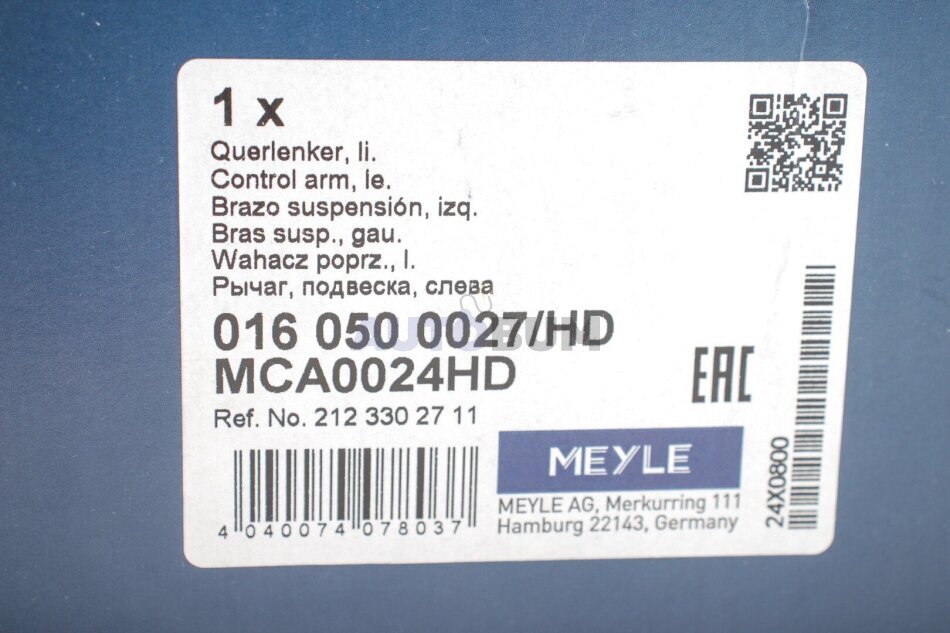 1 x
Querlenker, li.
Control arm, le.
Brazo suspensión, izq.
Bras susp., gau.
Wahacz poprz., l.
Рычаг, подвеска, слева
016 050 0027/HD
AUTOBUM
MCA0024HD
EAC
Ref. No. 212 330 27 11
MEYLE
MEYLE AG, Merkurring 111
Hamburg 22143, Germany
4 040074 078037
24X0800